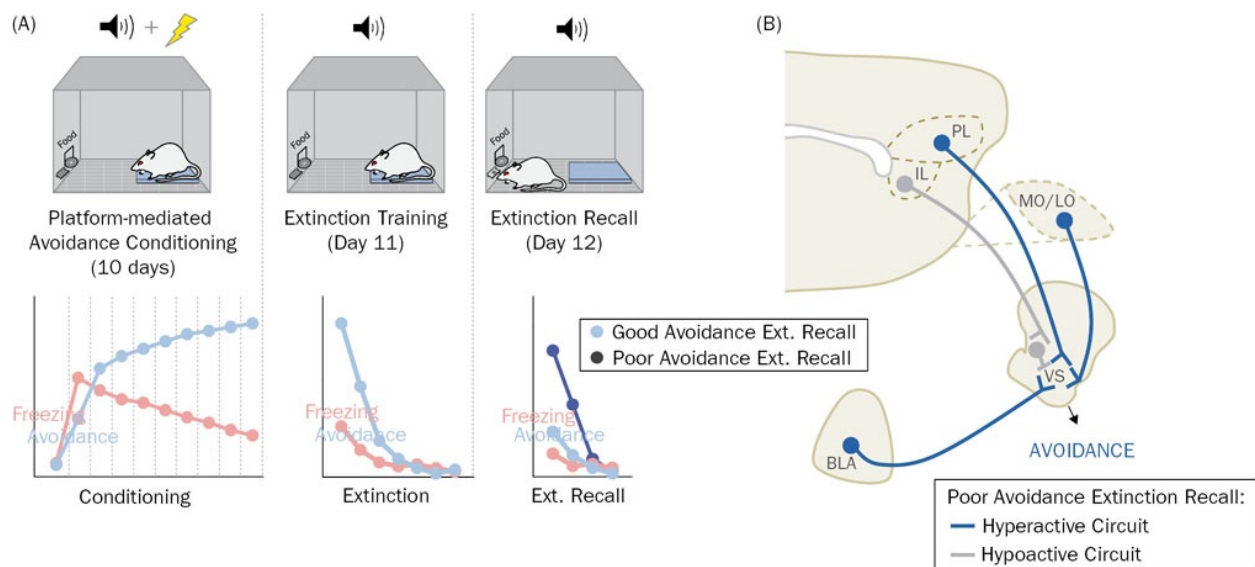 (A)
Food
Food
Food
Platform-mediated
Avoidance Conditioning
(10 days)
Extinction Training
(Day 11)
Extinction Recall
(Day 12)
Freezing
Avoidance
Conditioning
Freezing
Avoidance
Extinction
Freezing
Avoidance
Ext. Recall
Good Avoidance Ext. Recall
Poor Avoidance Ext. Recall
(B)
PL
IL
MO/LO
VS
BLA
AVOIDANCE
Poor Avoidance Extinction Recall:
Hyperactive Circuit
Hypoactive Circuit